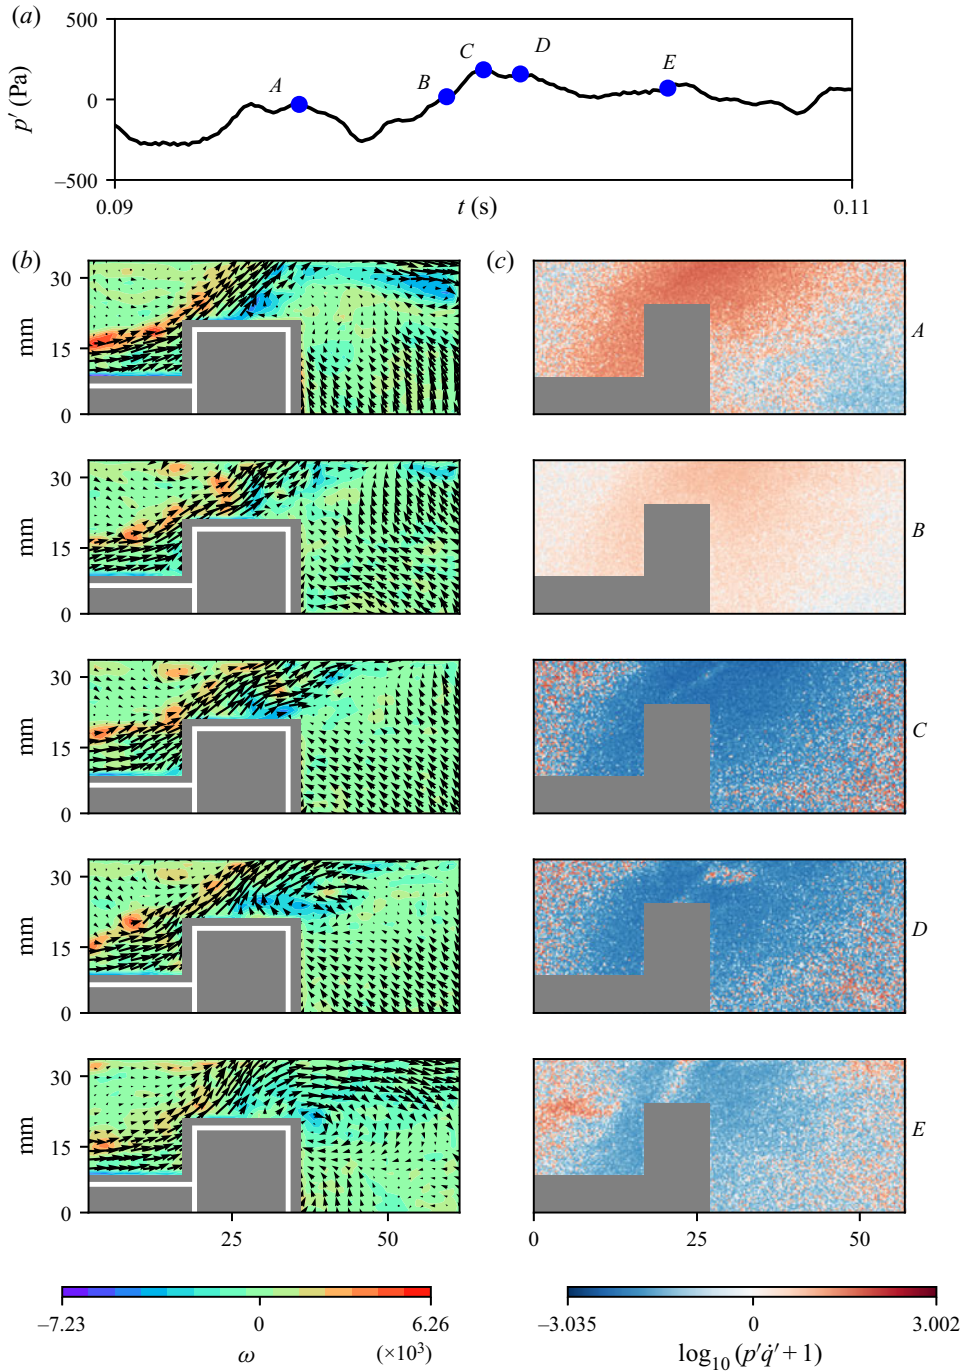 (a)
500
0
−500
p′ (Pa)
A
B
C
D
E
0.09
t (s)
0.11
(b)
(c)
30
15
0
mm
A
30
15
0
mm
B
30
15
0
mm
C
30
15
0
mm
D
30
15
0
mm
E
25
50
0
25
50
−7.23
0
6.26
ω
(×10³)
−3.035
0
3.002
log₁₀ (p′q̇′ + 1)